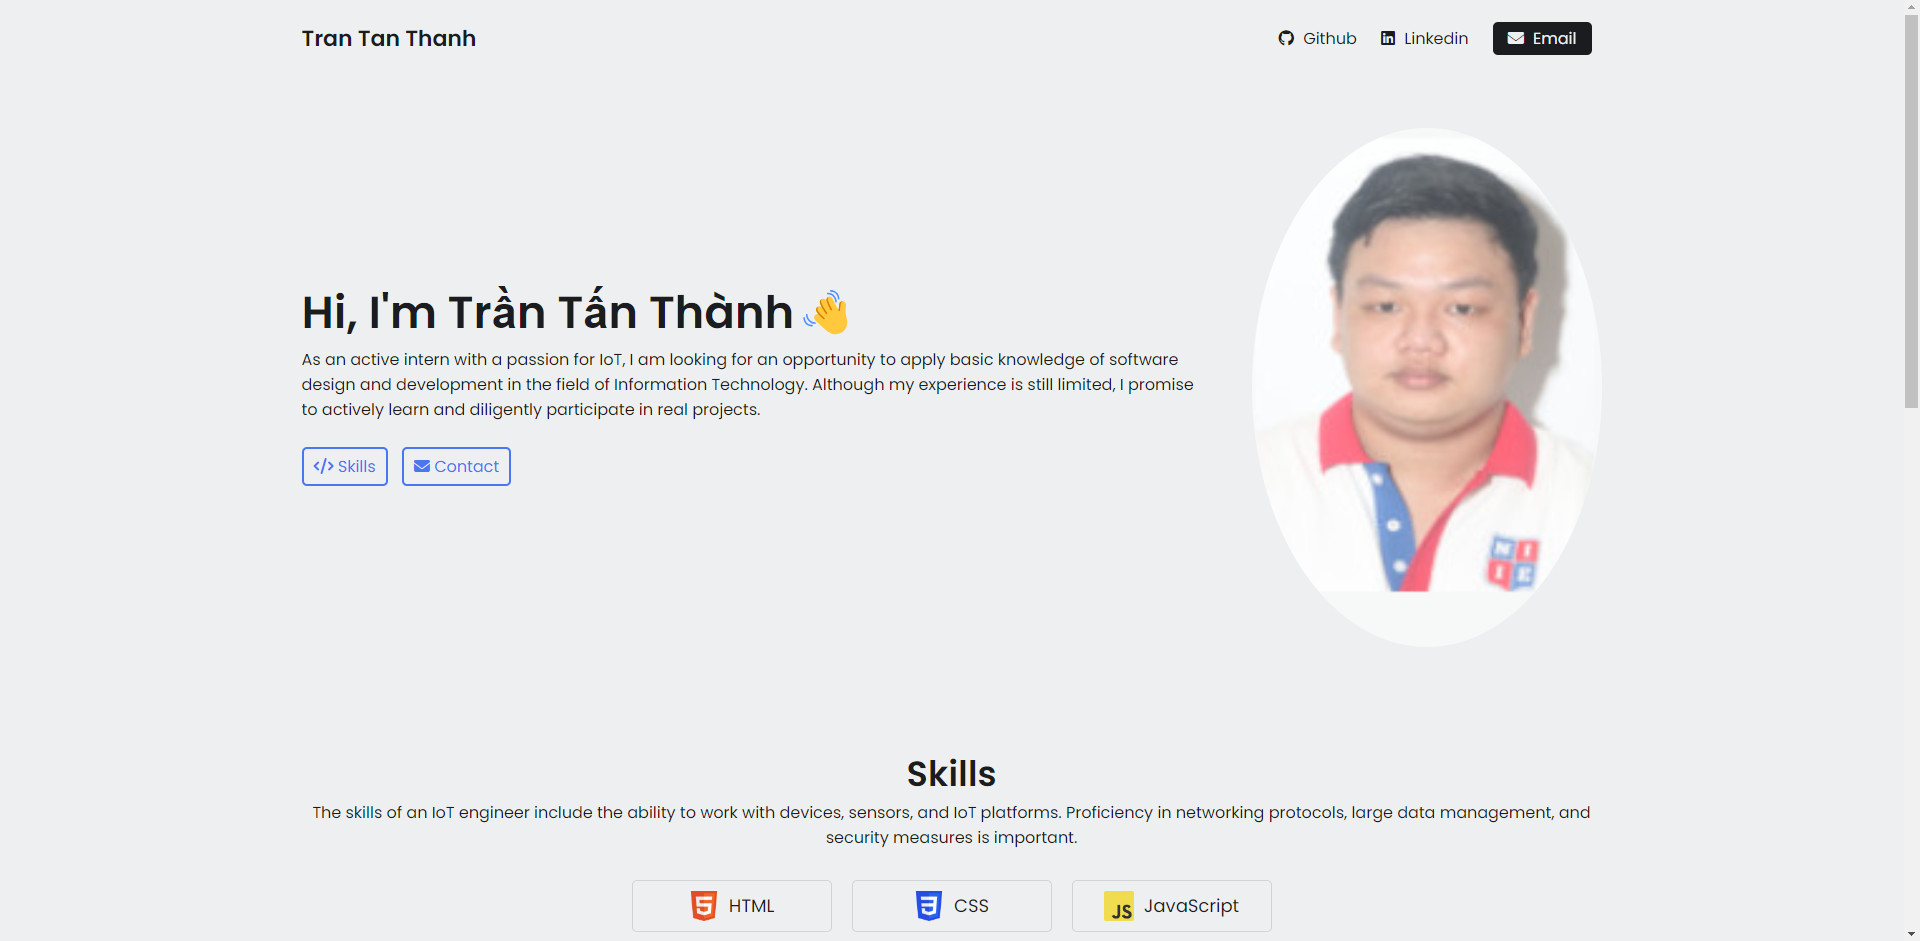 Tran Tan Thanh
Github Linkedin Email
Hi, I'm Trần Tấn Thành
As an active intern with a passion for IoT, I am looking for an opportunity to apply basic knowledge of software
design and development in the field of Information Technology. Although my experience is still limited, I promise
to actively learn and diligently participate in real projects.
</> Skills Contact
N I
I E
Skills
The skills of an IoT engineer include the ability to work with devices, sensors, and IoT platforms. Proficiency in networking protocols, large data management, and
security measures is important.
HTML CSS JS JavaScript